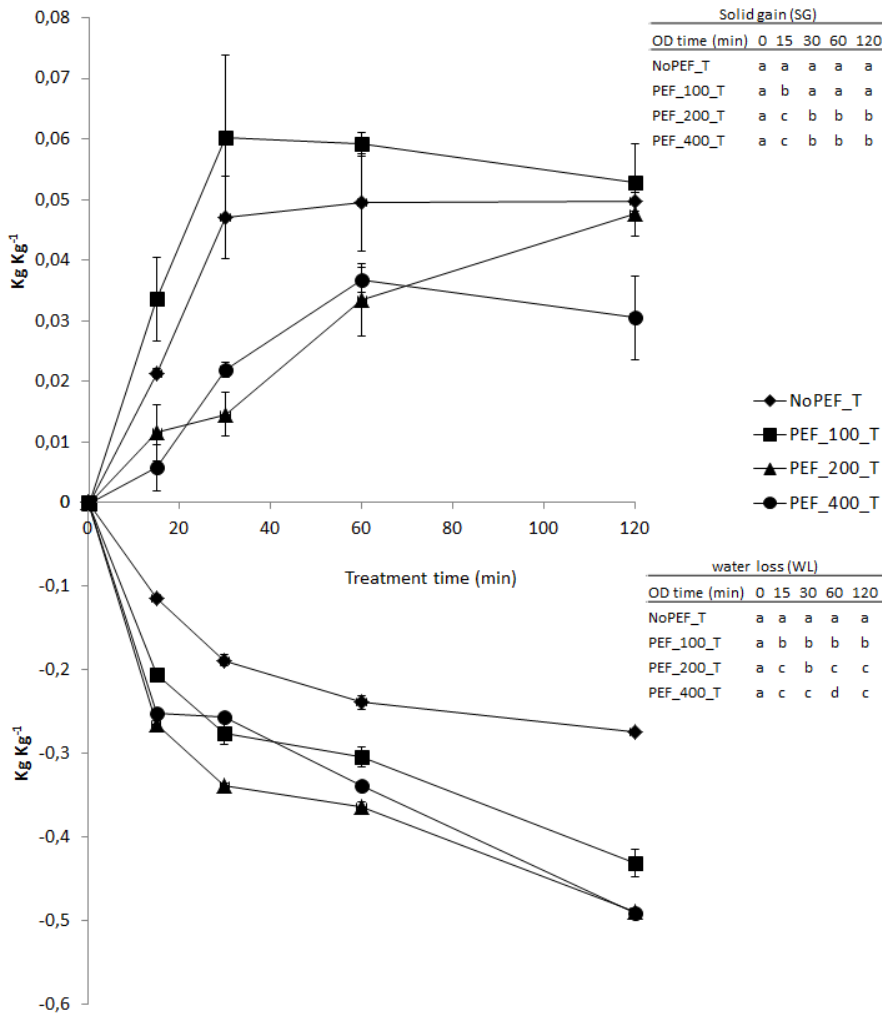 Solid gain (SG)
OD time (min) 0 15 30 60 120
NoPEF_T a a a a a
PEF_100_T a b a a a
PEF_200_T a c b b b
PEF_400_T a c b b b
0,08
0,07
0,06
0,05
0,04
0,03
0,02
0,01
0
Kg Kg⁻¹
0 20 40 60 80 100 120
Treatment time (min)
NoPEF_T
PEF_100_T
PEF_200_T
PEF_400_T
water loss (WL)
OD time (min) 0 15 30 60 120
NoPEF_T a a a a a
PEF_100_T a b b b b
PEF_200_T a c b c c
PEF_400_T a c c d c
-0,1
-0,2
-0,3
-0,4
-0,5
-0,6
Kg Kg⁻¹